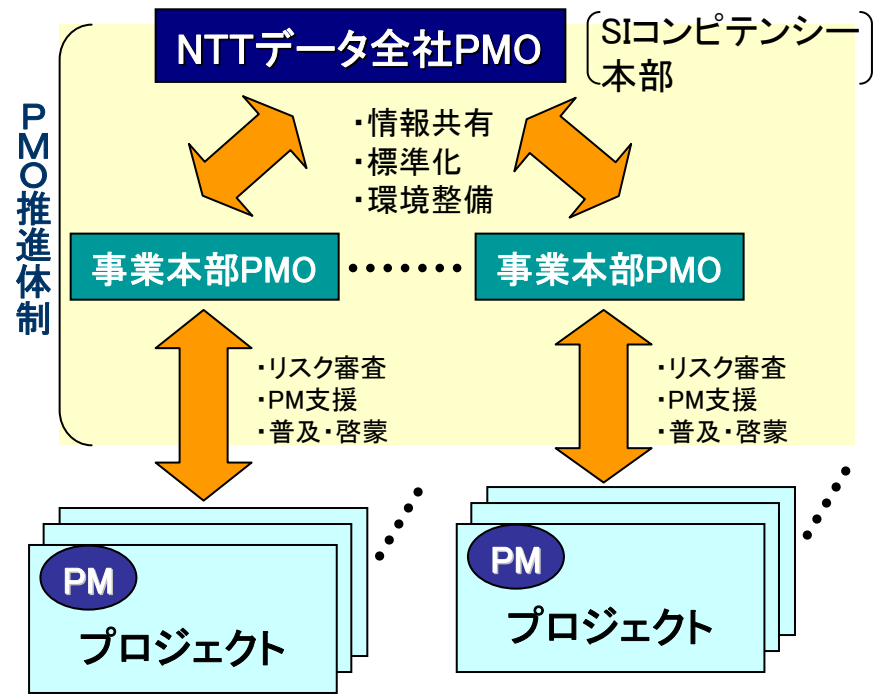 NTTデータ全社PMO
SIコンピテンシー
本部
PMO推進体制
・情報共有
・標準化
・環境整備
事業本部PMO
事業本部PMO
・リスク審査
・PM支援
・普及・啓蒙
・リスク審査
・PM支援
・普及・啓蒙
PM
プロジェクト
PM
プロジェクト